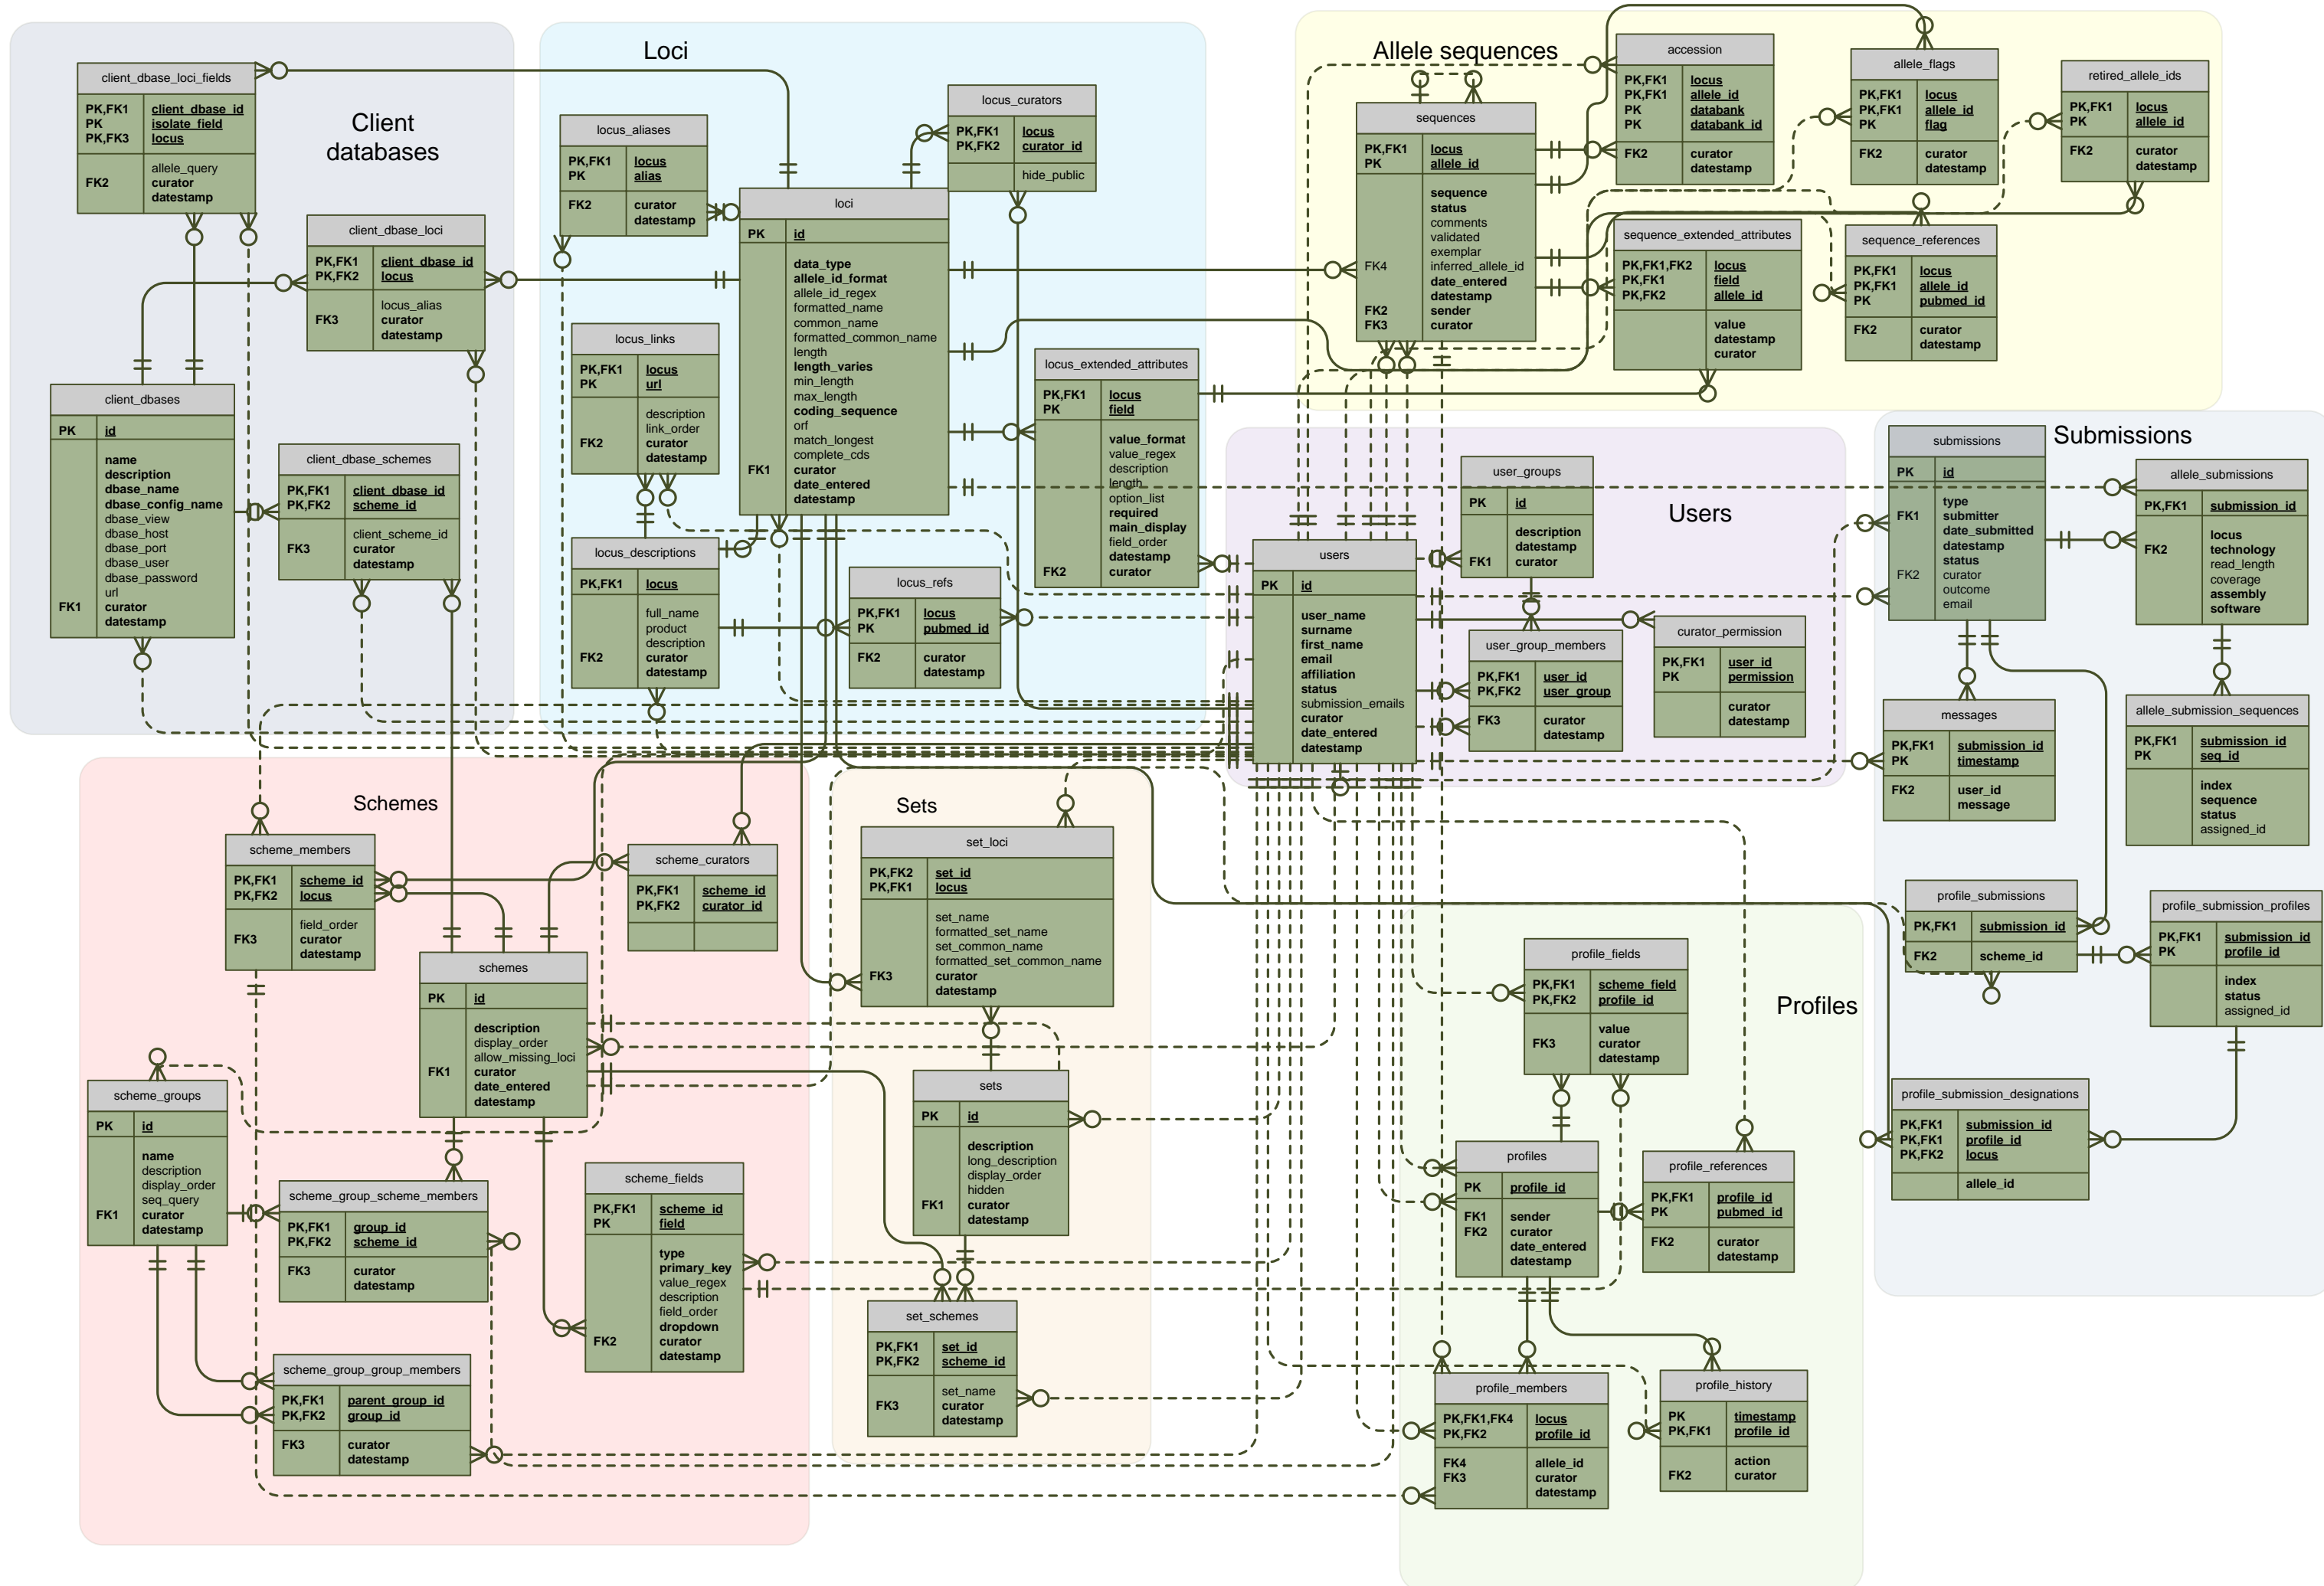 Client
databases
client_dbase_loci_fields
PK,FK1 client_dbase_id
PK isolate_field
PK,FK3 locus
allele_query
FK2 curator
datestamp
client_dbase_loci
PK,FK1 client_dbase_id
PK,FK2 locus
locus_alias
FK3 curator
datestamp
client_dbases
PK id
name
description
dbase_name
dbase_config_name
dbase_view
dbase_host
dbase_port
dbase_user
dbase_password
url
FK1 curator
datestamp
client_dbase_schemes
PK,FK1 client_dbase_id
PK,FK2 scheme_id
client_scheme_id
FK3 curator
datestamp
Loci
locus_aliases
PK,FK1 locus
PK alias
FK2 curator
datestamp
locus_curators
PK,FK1 locus
PK,FK2 curator_id
hide_public
loci
PK id
data_type
allele_id_format
allele_id_regex
formatted_name
common_name
formatted_common_name
length
length_varies
min_length
max_length
coding_sequence
orf
match_longest
complete_cds
FK1 curator
date_entered
datestamp
locus_links
PK,FK1 locus
PK url
description
link_order
FK2 curator
datestamp
locus_extended_attributes
PK,FK1 locus
PK field
value_format
value_regex
description
length
option_list
required
main_display
field_order
datestamp
FK2 curator
locus_descriptions
PK,FK1 locus
full_name
product
description
FK2 curator
datestamp
locus_refs
PK,FK1 locus
PK pubmed_id
FK2 curator
datestamp
Allele sequences
sequences
PK,FK1 locus
PK allele_id
sequence
status
comments
validated
exemplar
FK4 inferred_allele_id
date_entered
datestamp
FK2 sender
FK3 curator
accession
PK,FK1 locus
PK,FK1 allele_id
PK databank
PK databank_id
FK2 curator
datestamp
allele_flags
PK,FK1 locus
PK,FK1 allele_id
PK flag
FK2 curator
datestamp
retired_allele_ids
PK,FK1 locus
PK allele_id
FK2 curator
datestamp
sequence_extended_attributes
PK,FK1,FK2 locus
PK,FK1 field
PK,FK2 allele_id
value
datestamp
curator
sequence_references
PK,FK1 locus
PK,FK1 allele_id
PK pubmed_id
FK2 curator
datestamp
Users
user_groups
PK id
description
datestamp
FK1 curator
users
PK id
user_name
surname
first_name
email
affiliation
status
submission_emails
curator
date_entered
datestamp
user_group_members
PK,FK1 user_id
PK,FK2 user_group
FK3 curator
datestamp
curator_permission
PK,FK1 user_id
PK permission
curator
datestamp
Submissions
submissions
PK id
type
FK1 submitter
date_submitted
datestamp
status
FK2 curator
outcome
email
allele_submissions
PK,FK1 submission_id
locus
FK2 technology
read_length
coverage
assembly
software
messages
PK,FK1 submission_id
PK timestamp
FK2 user_id
message
allele_submission_sequences
PK,FK1 submission_id
PK seq_id
index
sequence
status
assigned_id
profile_submissions
PK,FK1 submission_id
FK2 scheme_id
profile_submission_profiles
PK,FK1 submission_id
PK profile_id
index
status
assigned_id
profile_submission_designations
PK,FK1 submission_id
PK,FK1 profile_id
PK,FK2 locus
allele_id
Schemes
scheme_members
PK,FK1 scheme_id
PK,FK2 locus
field_order
FK3 curator
datestamp
scheme_curators
PK,FK1 scheme_id
PK,FK2 curator_id
schemes
PK id
description
display_order
allow_missing_loci
FK1 curator
date_entered
datestamp
scheme_groups
PK id
name
description
display_order
seq_query
FK1 curator
datestamp
scheme_group_scheme_members
PK,FK1 group_id
PK,FK2 scheme_id
FK3 curator
datestamp
scheme_fields
PK,FK1 scheme_id
PK field
type
primary_key
value_regex
description
field_order
dropdown
FK2 curator
datestamp
scheme_group_group_members
PK,FK1 parent_group_id
PK,FK2 group_id
FK3 curator
datestamp
Sets
set_loci
PK,FK2 set_id
PK,FK1 locus
set_name
formatted_set_name
set_common_name
formatted_set_common_name
FK3 curator
datestamp
sets
PK id
description
long_description
display_order
hidden
FK1 curator
datestamp
set_schemes
PK,FK1 set_id
PK,FK2 scheme_id
set_name
FK3 curator
datestamp
Profiles
profile_fields
PK,FK1 scheme_field
PK,FK2 profile_id
value
FK3 curator
datestamp
profiles
PK profile_id
FK1 sender
FK2 curator
date_entered
datestamp
profile_references
PK,FK1 profile_id
PK pubmed_id
FK2 curator
datestamp
profile_members
PK,FK1,FK4 locus
PK,FK2 profile_id
FK4 allele_id
FK3 curator
datestamp
profile_history
PK timestamp
PK,FK1 profile_id
action
FK2 curator